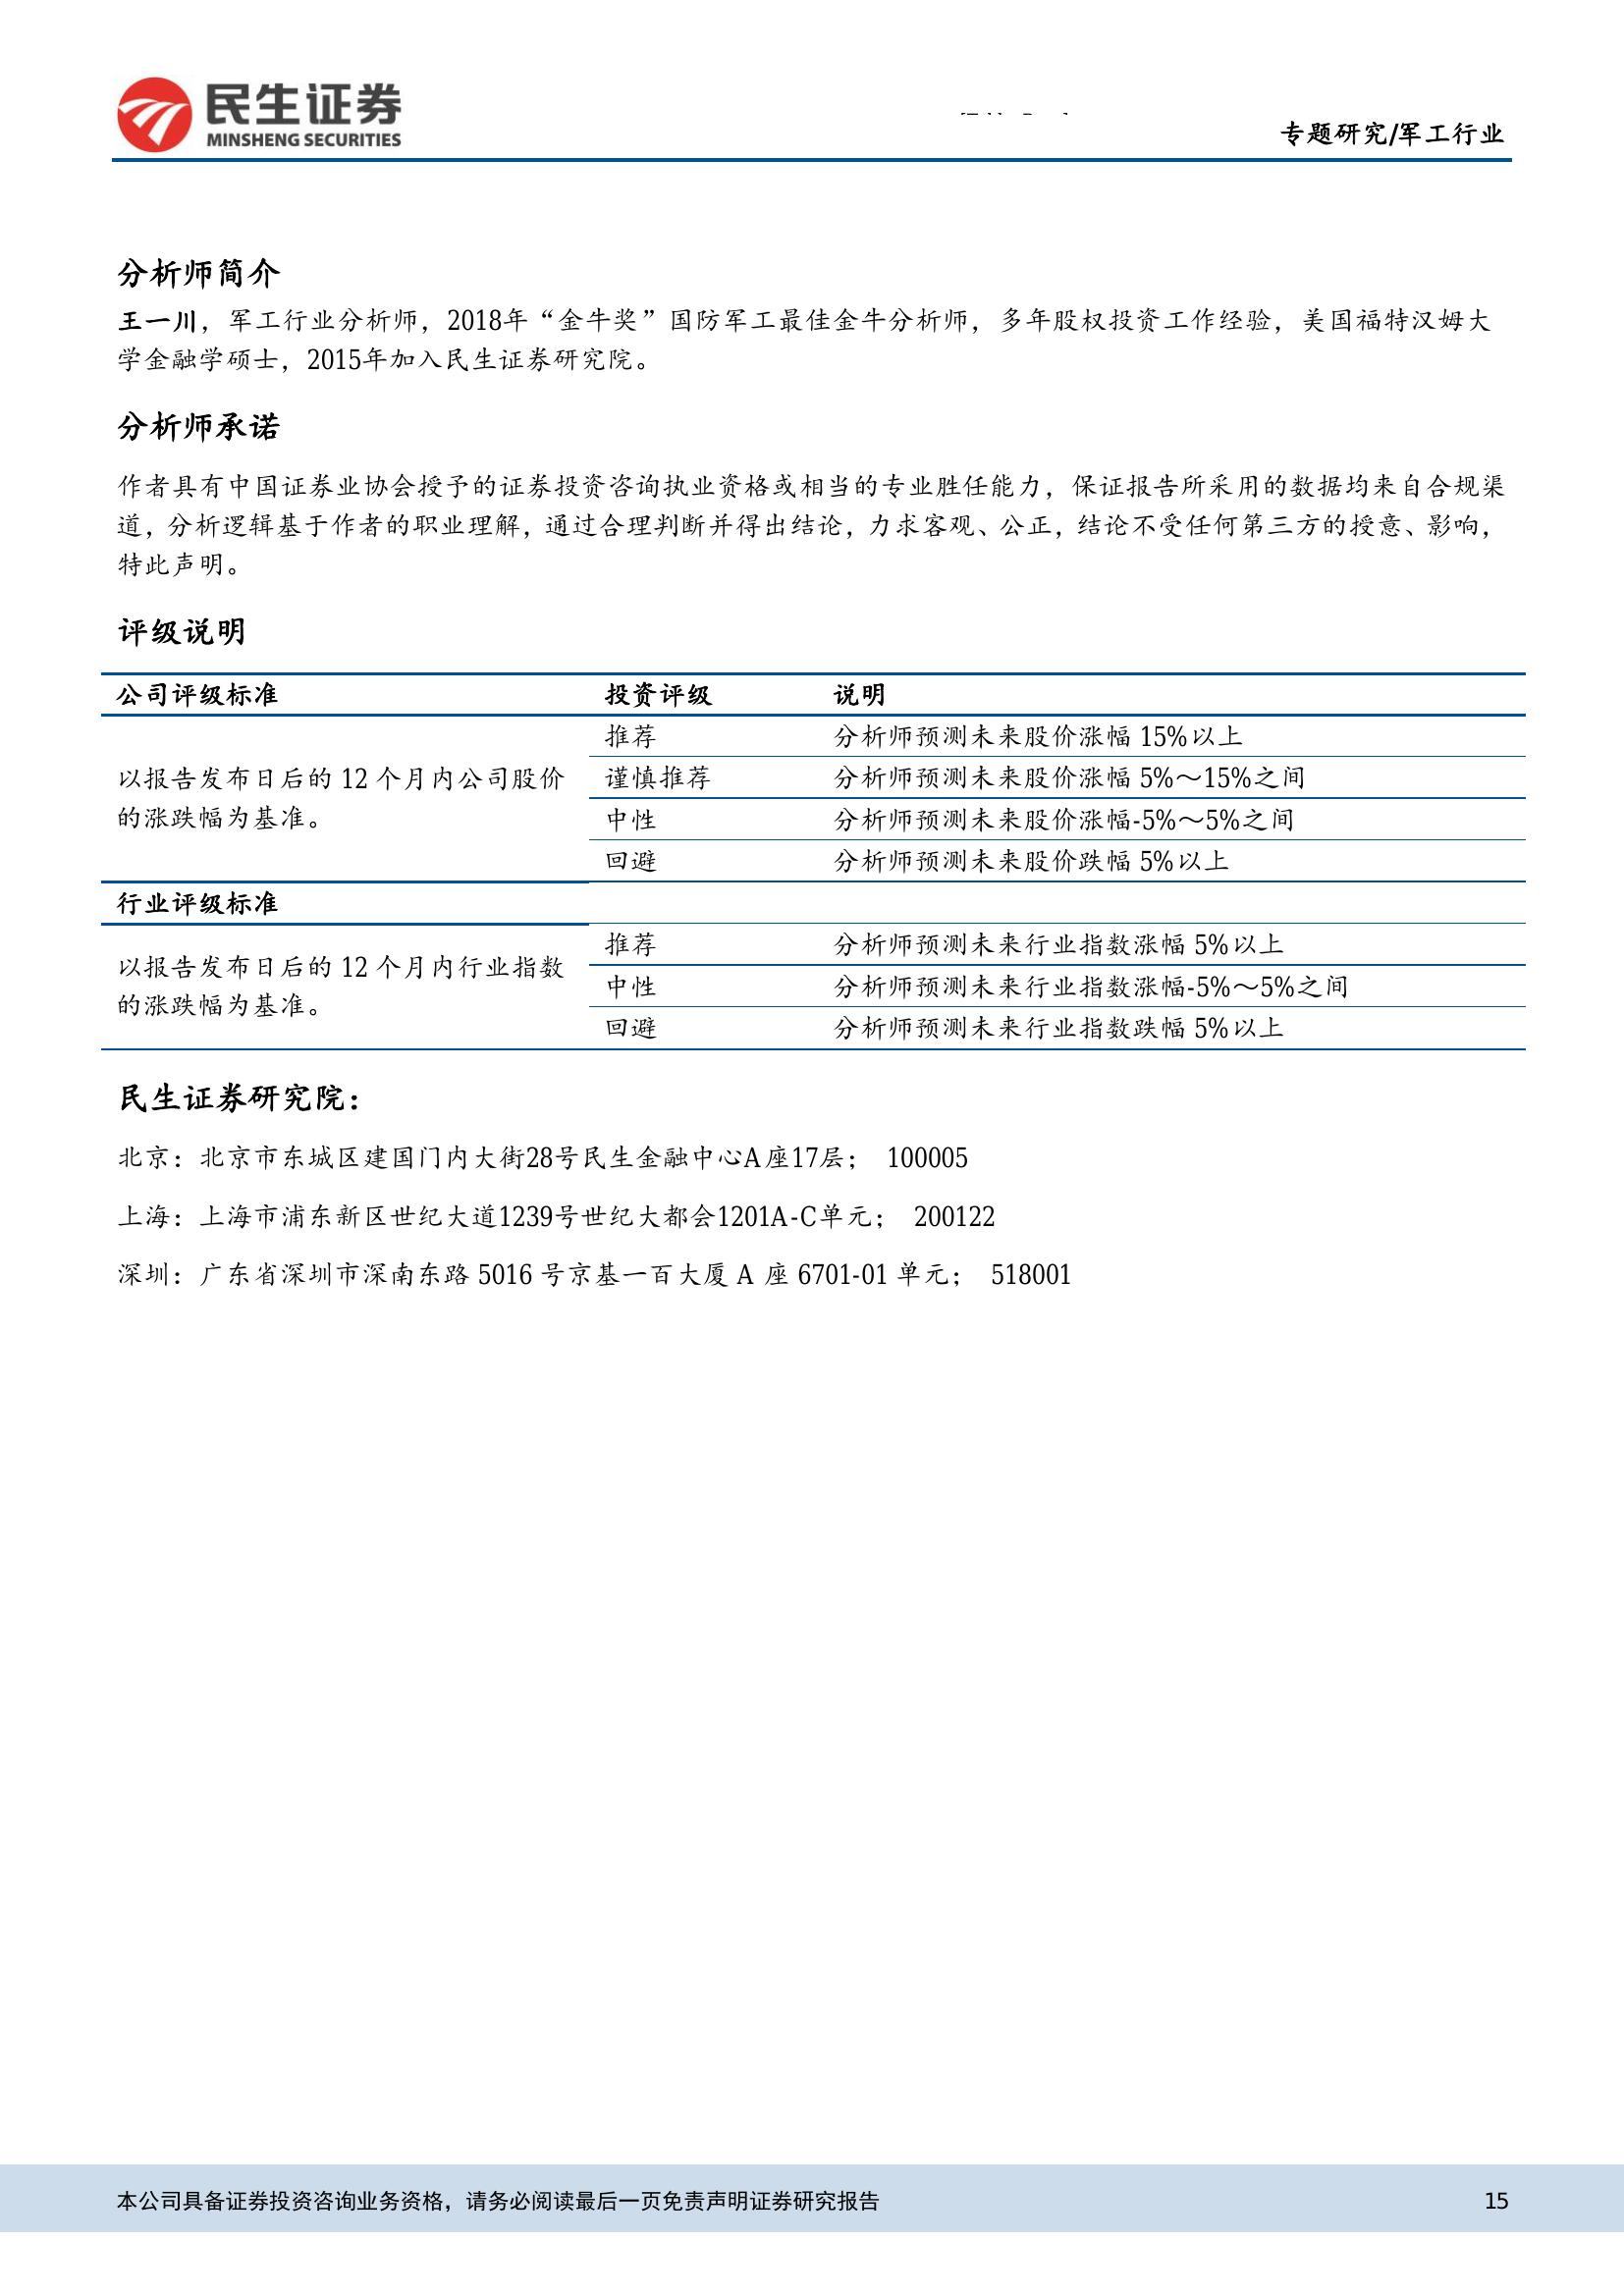 民生证券
MINSHENG SECURITIES
专题研究/军工行业
分析师简介
王一川，军工行业分析师，2018年“金牛奖”国防军工最佳金牛分析师，多年股权投资工作经验，美国福特汉姆大
学金融学硕士，2015年加入民生证券研究院。
分析师承诺
作者具有中国证券业协会授予的证券投资咨询执业资格或相当的专业胜任能力，保证报告所采用的数据均来自合规渠
道，分析逻辑基于作者的职业理解，通过合理判断并得出结论，力求客观、公正，结论不受任何第三方的授意、影响，
特此声明。
评级说明
公司评级标准 投资评级 说明
以报告发布日后的 12 个月内公司股价
的涨跌幅为基准。
推荐 分析师预测未来股价涨幅 15%以上
谨慎推荐 分析师预测未来股价涨幅 5%～15%之间
中性 分析师预测未来股价涨幅-5%～5%之间
回避 分析师预测未来股价跌幅 5%以上
行业评级标准
以报告发布日后的 12 个月内行业指数
的涨跌幅为基准。
推荐 分析师预测未来行业指数涨幅 5%以上
中性 分析师预测未来行业指数涨幅-5%～5%之间
回避 分析师预测未来行业指数跌幅 5%以上
民生证券研究院：
北京：北京市东城区建国门内大街28号民生金融中心A座17层； 100005
上海：上海市浦东新区世纪大道1239号世纪大都会1201A-C单元； 200122
深圳：广东省深圳市深南东路 5016 号京基一百大厦 A 座 6701-01 单元； 518001
本公司具备证券投资咨询业务资格，请务必阅读最后一页免责声明证券研究报告 15